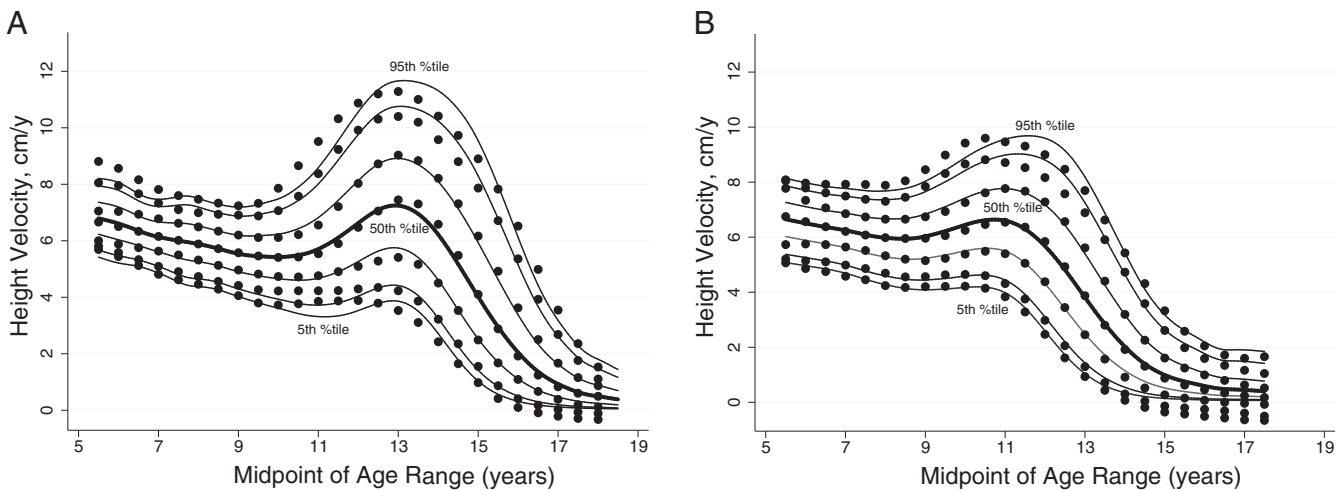 A
Height Velocity, cm/y
12
10
8
6
4
2
0
95th %tile
50th %tile
5th %tile
5 7 9 11 13 15 17 19
Midpoint of Age Range (years)
B
Height Velocity, cm/y
12
10
8
6
4
2
0
95th %tile
50th %tile
5th %tile
5 7 9 11 13 15 17 19
Midpoint of Age Range (years)